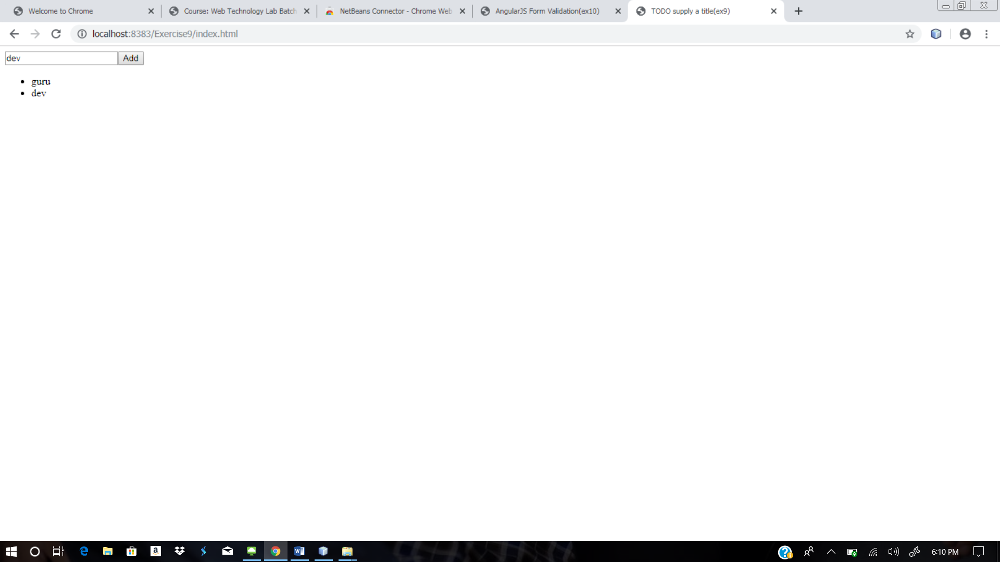 Welcome to Chrome
Course: Web Technology Lab Batch
NetBeans Connector - Chrome Web
AngularJS Form Validation(ex10)
TODO supply a title(ex9)
localhost:8383/Exercise9/index.html
dev
Add
guru
dev
6:10 PM